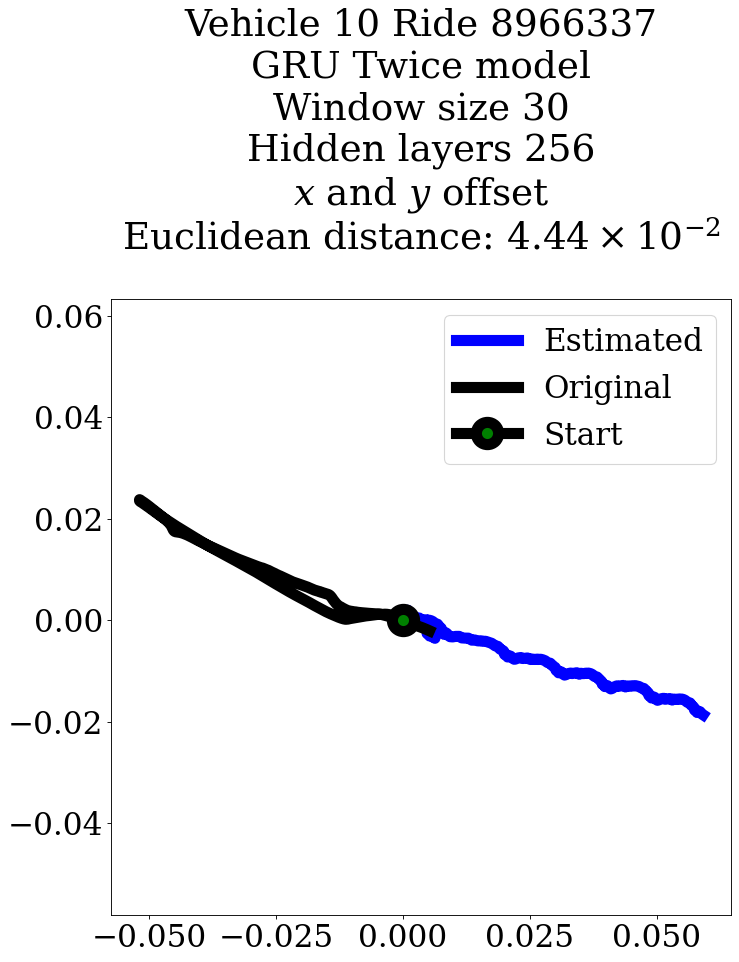 Vehicle 10 Ride 8966337
GRU Twice model
Window size 30
Hidden layers 256
x and y offset
Euclidean distance: 4.44 × 10⁻²
0.06
0.04
0.02
0.00
−0.02
−0.04
Estimated
Original
Start
−0.050 −0.025 0.000 0.025 0.050